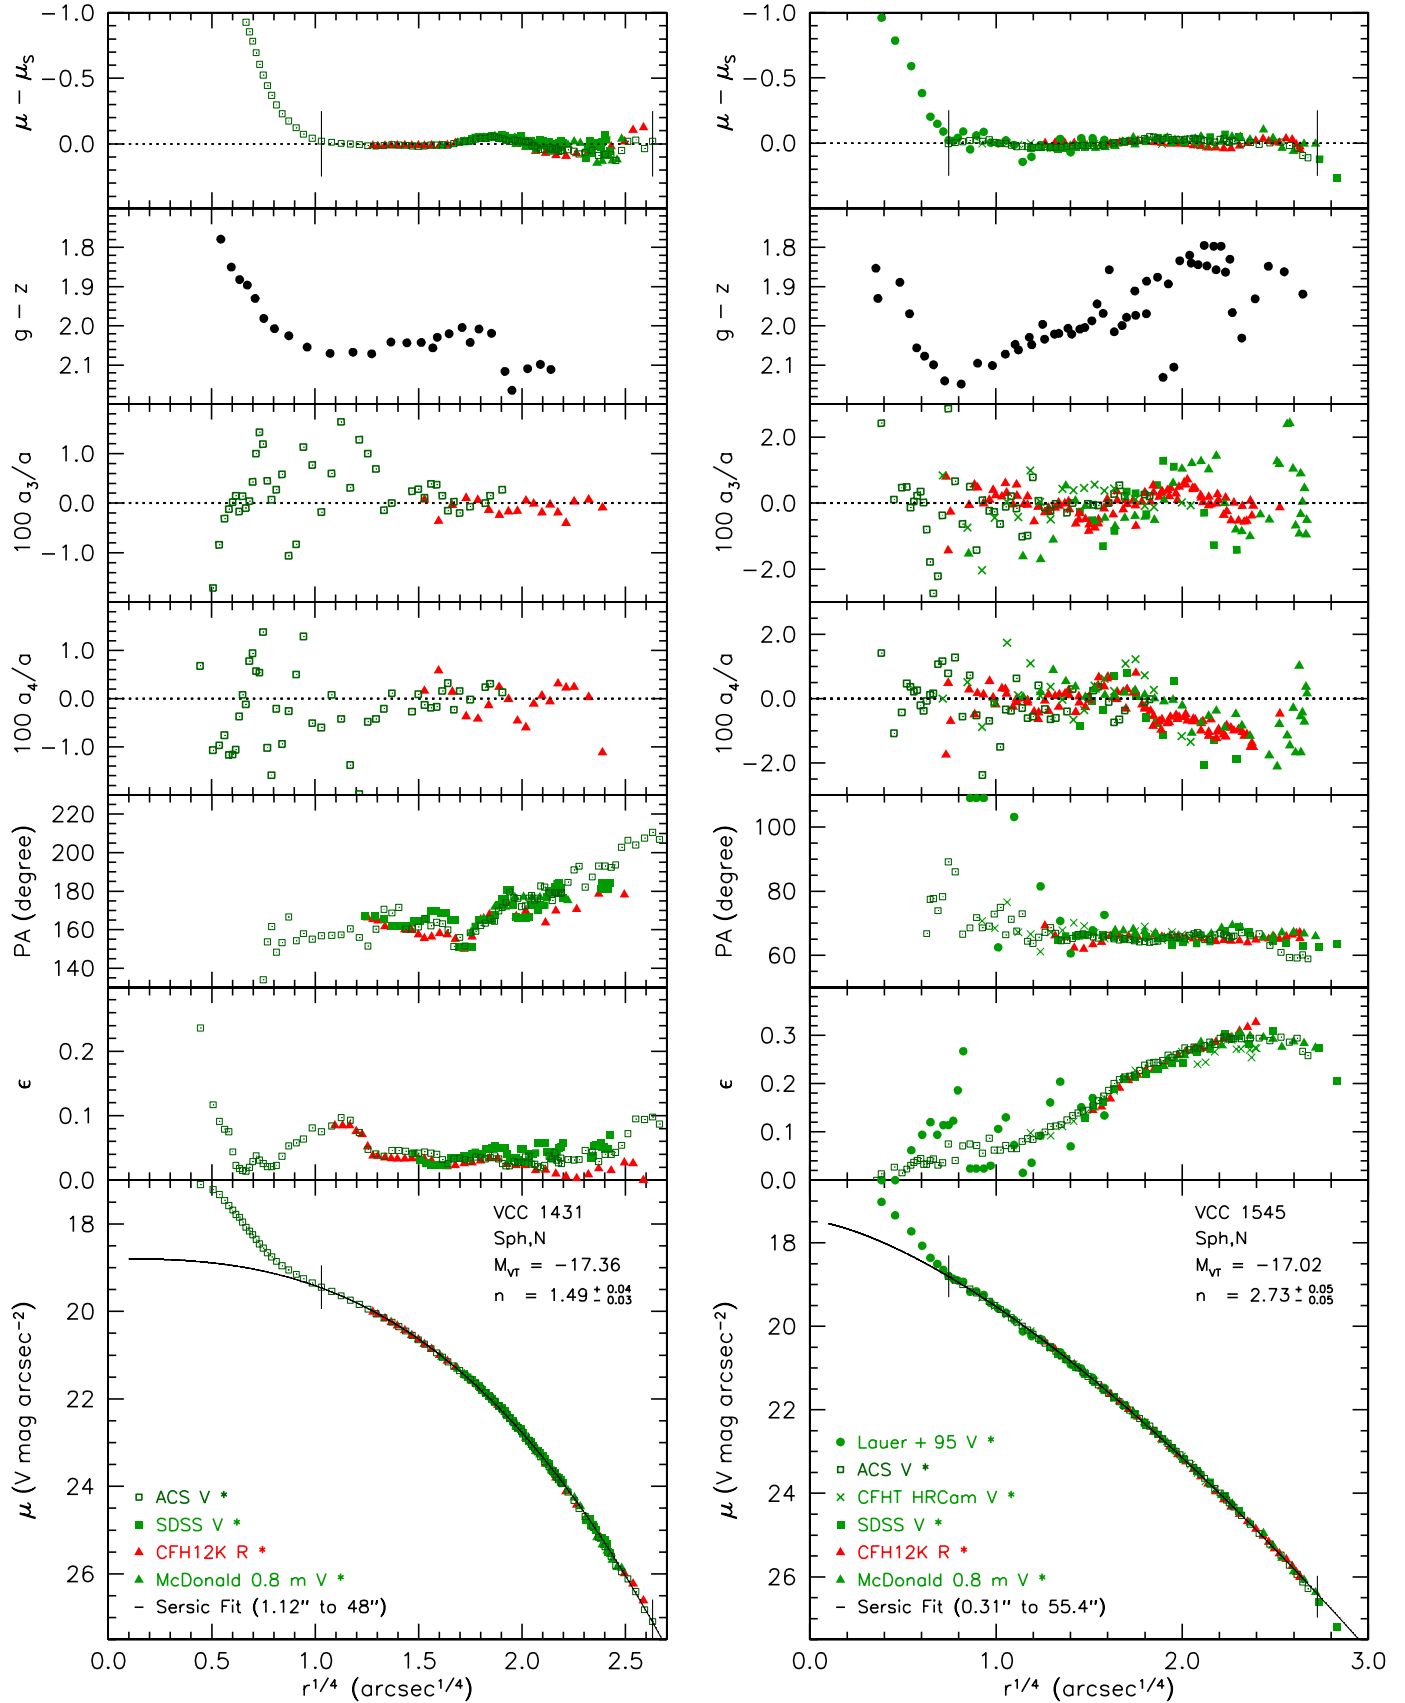 −1.0
−0.5
0.0
μ − μS
1.8
1.9
2.0
2.1
g − z
1.0
0.0
−1.0
100 a3/a
1.0
0.0
−1.0
100 a4/a
220
200
180
160
140
PA (degree)
0.2
0.1
0.0
ϵ
18
20
22
24
26
μ (V mag arcsec−2)
VCC 1431
Sph,N
MVT = −17.36
n = 1.49 + 0.04 − 0.03
ACS V *
SDSS V *
CFH12K R *
McDonald 0.8 m V *
− Sersic Fit (1.12″ to 48″)
0.0 0.5 1.0 1.5 2.0 2.5
r1/4 (arcsec1/4)
−1.0
−0.5
0.0
μ − μS
1.8
1.9
2.0
2.1
g − z
2.0
0.0
−2.0
100 a3/a
2.0
0.0
−2.0
100 a4/a
100
80
60
PA (degree)
0.3
0.2
0.1
0.0
ϵ
18
20
22
24
26
μ (V mag arcsec−2)
VCC 1545
Sph,N
MVT = −17.02
n = 2.73 + 0.05 − 0.05
Lauer + 95 V *
ACS V *
CFHT HRCam V *
SDSS V *
CFH12K R *
McDonald 0.8 m V *
− Sersic Fit (0.31″ to 55.4″)
0.0 1.0 2.0 3.0
r1/4 (arcsec1/4)